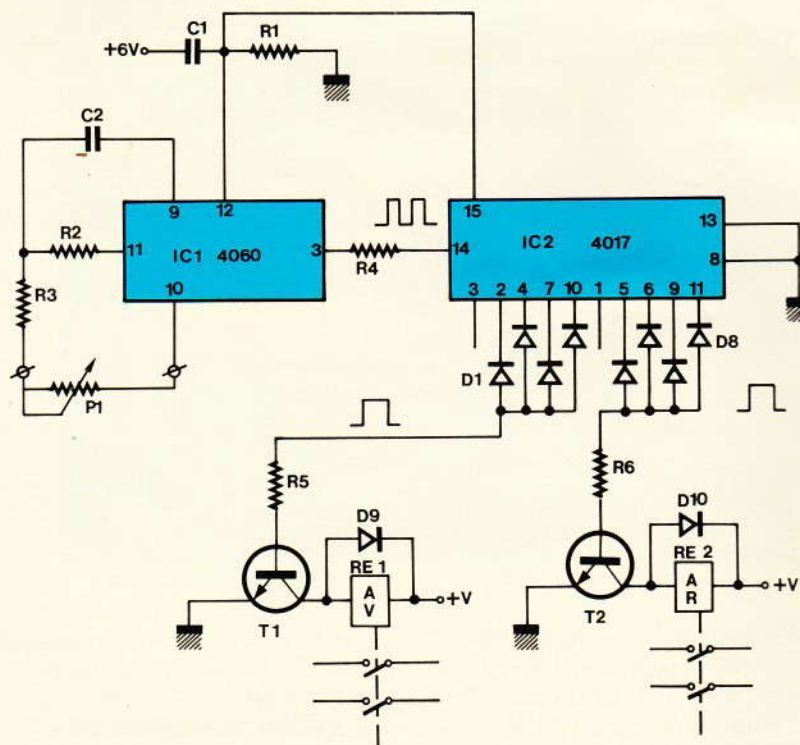 C1
R1
+6V
C2
9 12
11 IC1 4060 3
10
R2
R3
P1
R4
15
14 IC2 4017 13
8
3 2 4 7 10 1 5 6 9 11
D1
D8
R5
R6
D9
RE 1
A
V
+V
T1
D10
RE 2
A
R
+V
T2